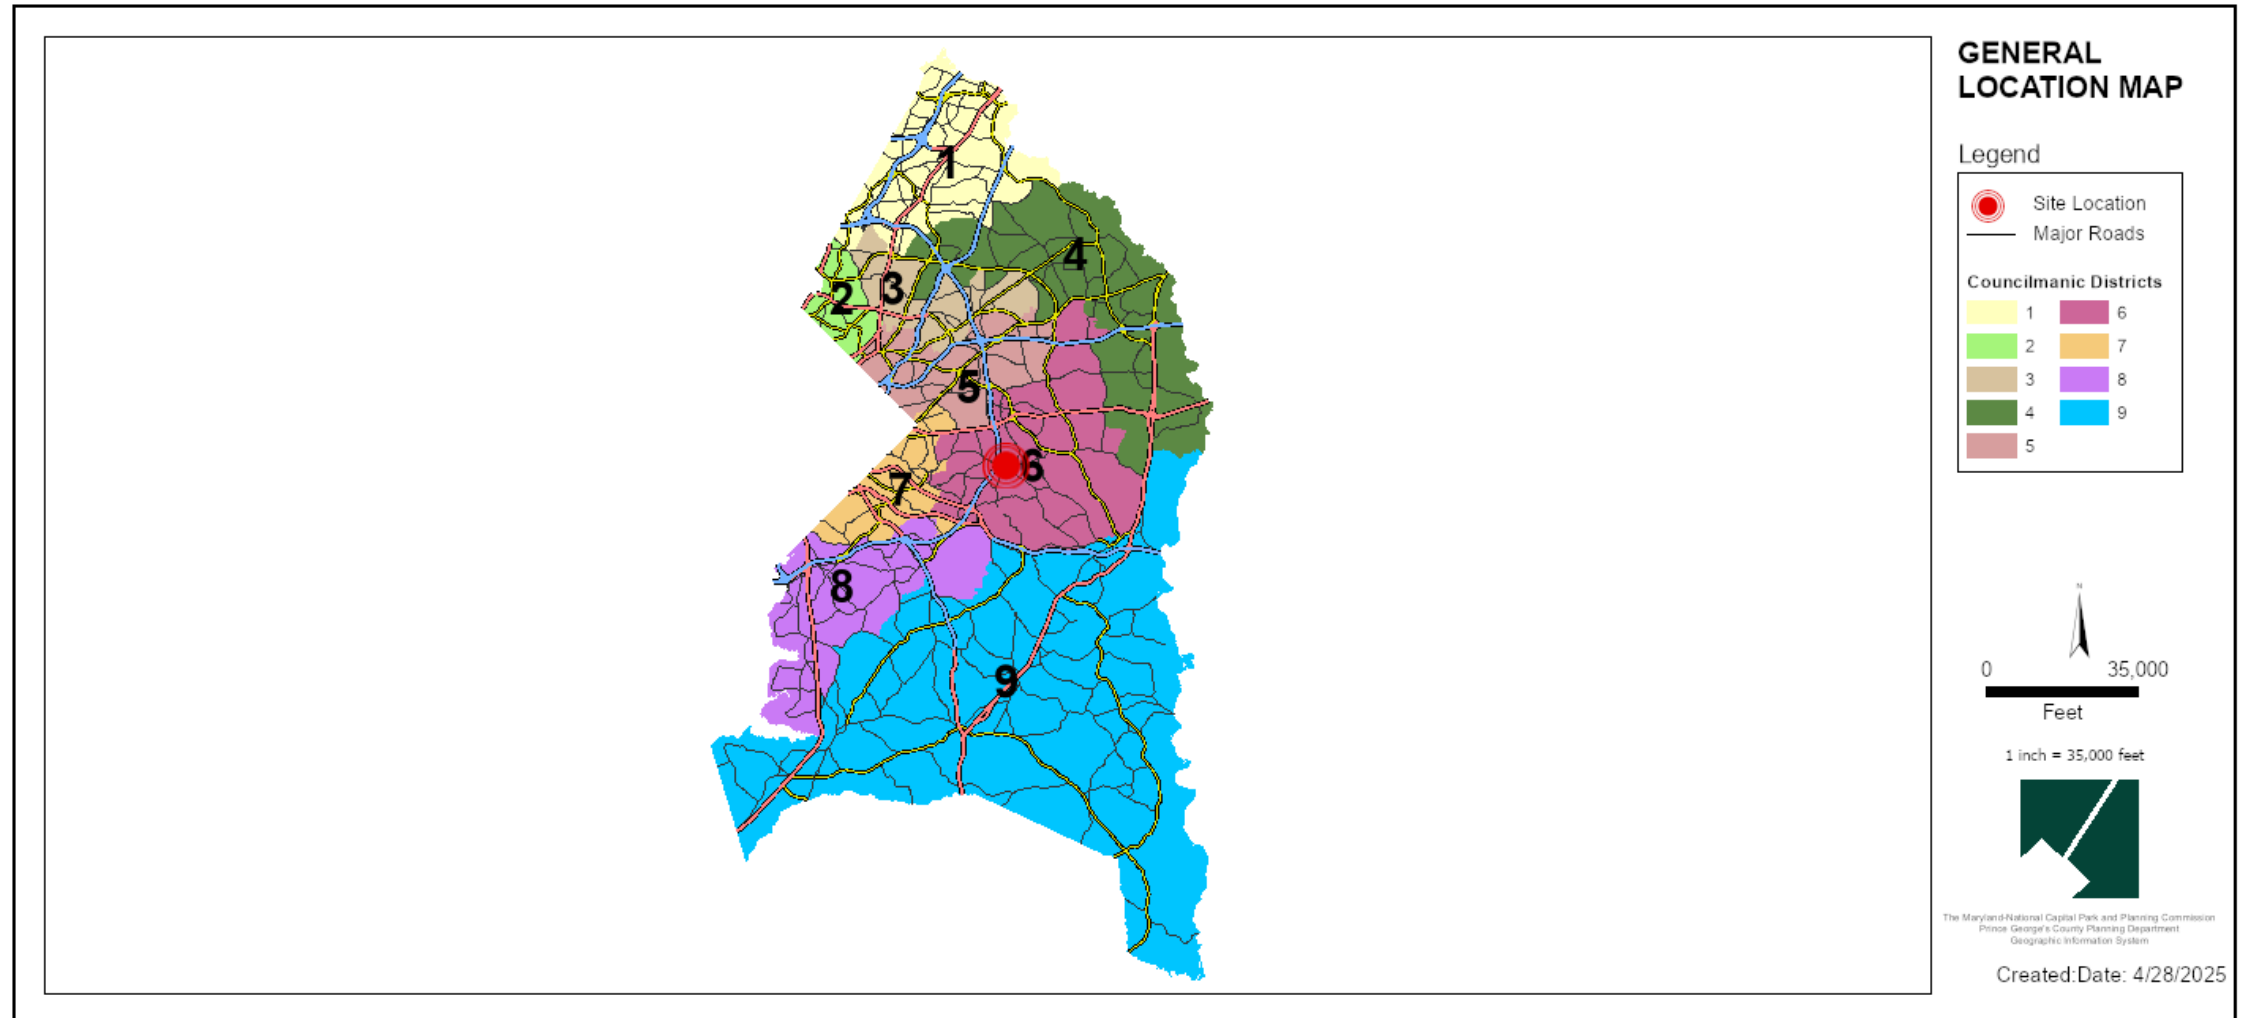 GENERAL
LOCATION MAP
Legend
Site Location
Major Roads
Councilmanic Districts
1 6
2 7
3 8
4 9
5
1
4
3
2
5
6
7
8
9
N
0 35,000
Feet
1 inch = 35,000 feet
The Maryland-National Capital Park and Planning Commission
Prince George's County Planning Department
Geographic Information System
Created:Date: 4/28/2025